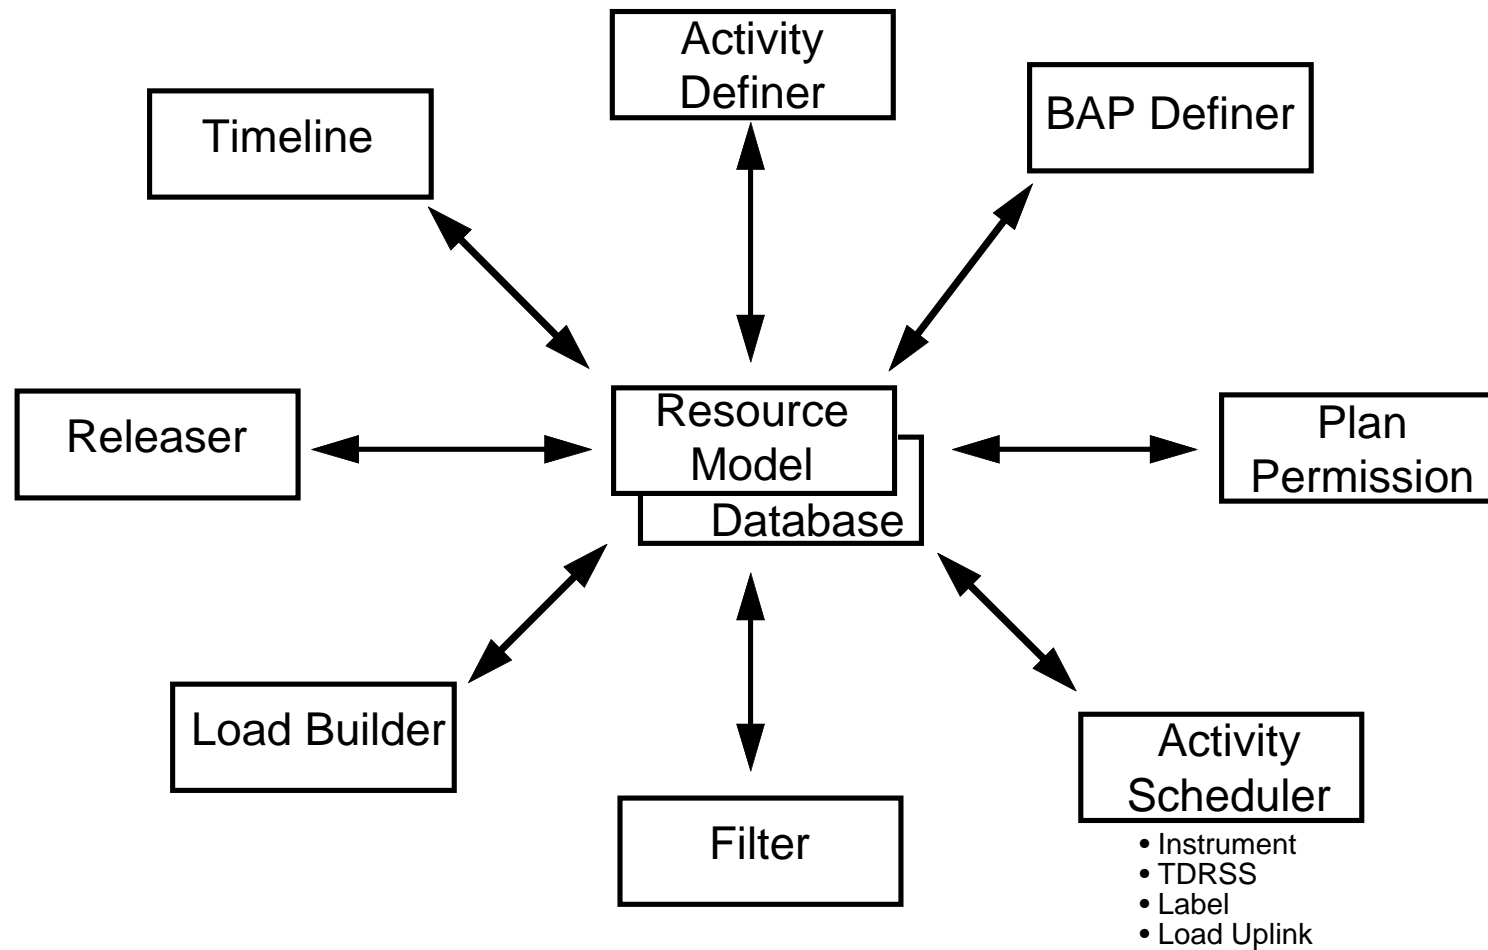 Activity
Definer
BAP Definer
Timeline
Releaser
Resource
Model
Database
Plan
Permission
Load Builder
Filter
Activity
Scheduler
• Instrument
• TDRSS
• Label
• Load Uplink